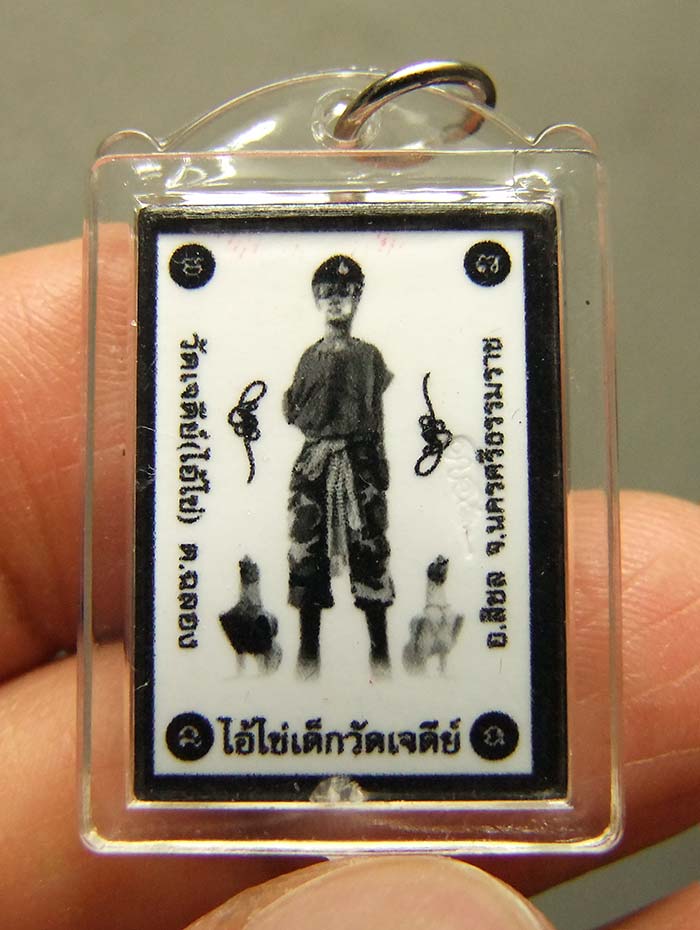 วัดเจดีย์(ไอ้ไข่) ต.ฉลอง
อ.สิชล จ.นครศรีธรรมราช
ไอ้ไข่เด็กวัดเจดีย์